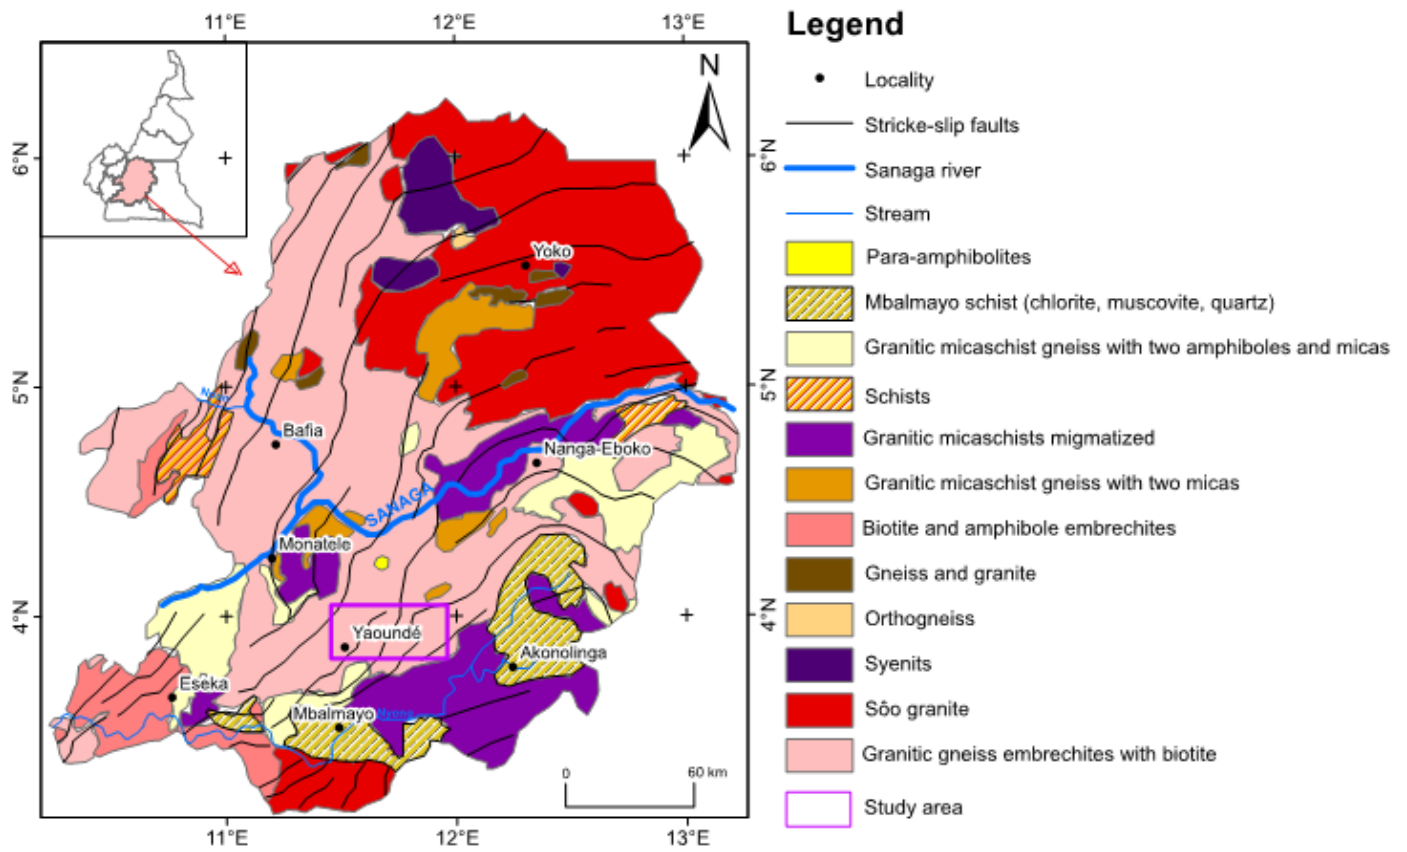 11°E 12°E 13°E
Legend
N
Locality
Stricke-slip faults
6°N
6°N
Sanaga river
Stream
Yoko
Para-amphibolites
Mbalmayo schist (chlorite, muscovite, quartz)
Granitic micaschist gneiss with two amphiboles and micas
5°N
5°N
Schists
Bafia
Granitic micaschists migmatized
Nanga-Eboko
Granitic micaschist gneiss with two micas
SANAGA
Biotite and amphibole embrechites
Monatele
Gneiss and granite
4°N
4°N
Orthogneiss
Yaoundé
Akonolinga
Syenits
Eséka
Sôo granite
Mbalmayo
Nyong
Granitic gneiss embrechites with biotite
0 60 km
Study area
11°E 12°E 13°E